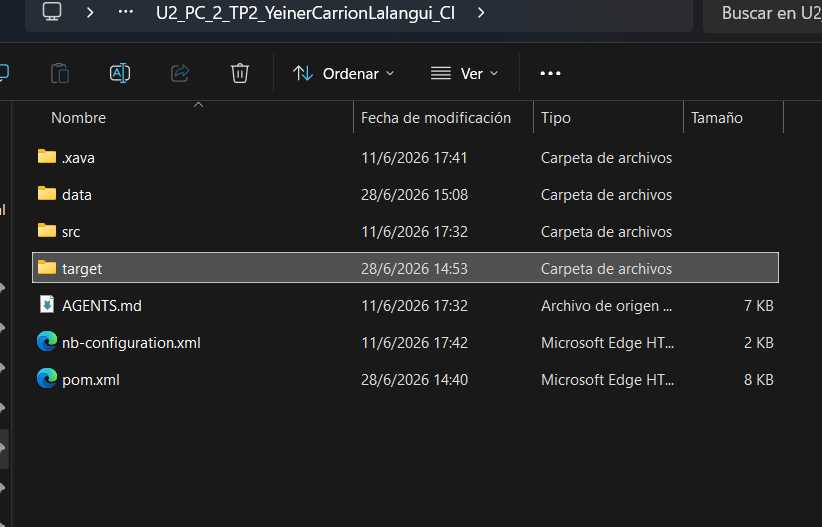 ··· U2_PC_2_TP2_YeinerCarrionLalangui_CI
Buscar en U2
Ordenar Ver ···
Nombre Fecha de modificación Tipo Tamaño
.xava 11/6/2026 17:41 Carpeta de archivos
data 28/6/2026 15:08 Carpeta de archivos
src 11/6/2026 17:32 Carpeta de archivos
target 28/6/2026 14:53 Carpeta de archivos
AGENTS.md 11/6/2026 17:32 Archivo de origen ... 7 KB
nb-configuration.xml 11/6/2026 17:42 Microsoft Edge HT... 2 KB
pom.xml 28/6/2026 14:40 Microsoft Edge HT... 8 KB